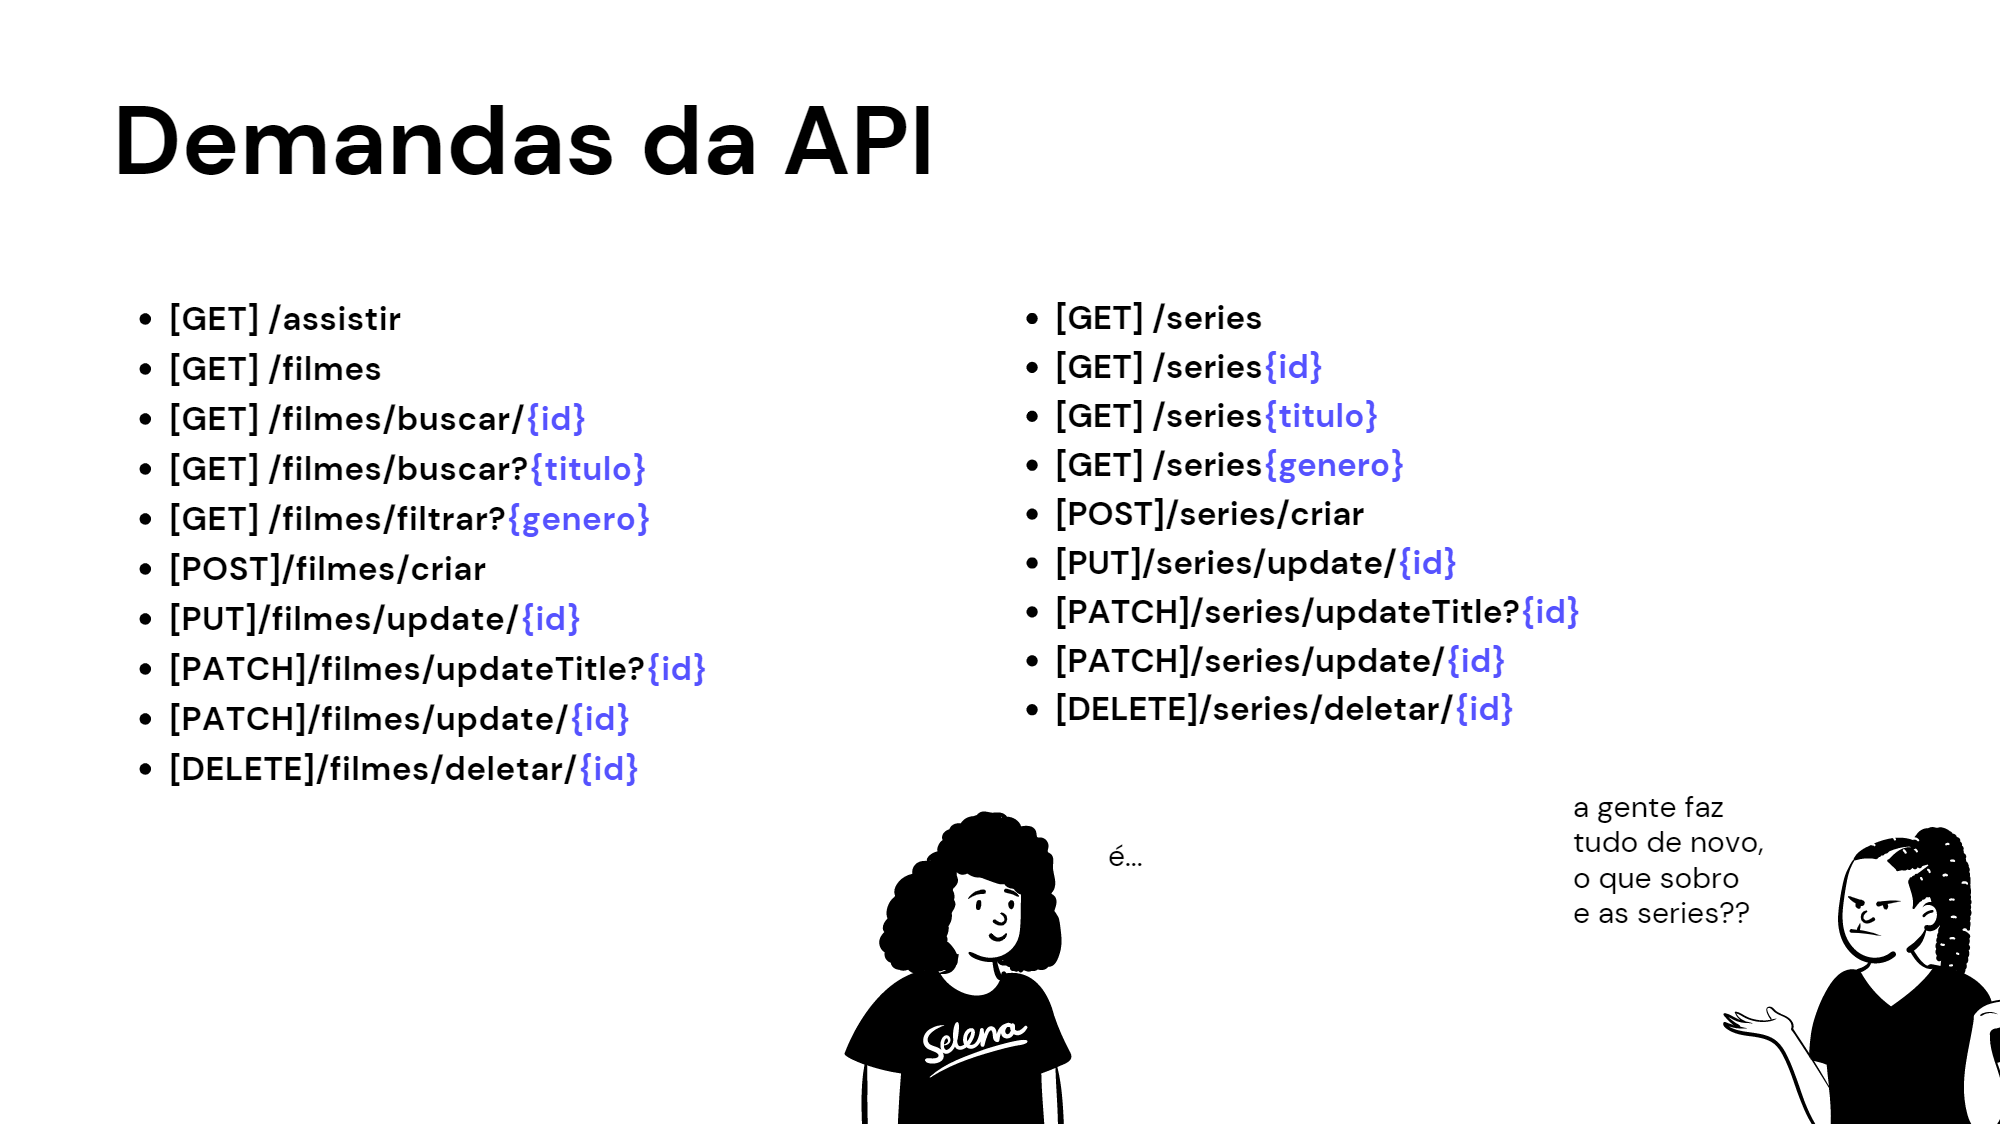 Demandas da API
[GET] /assistir
[GET] /filmes
[GET] /filmes/buscar/{id}
[GET] /filmes/buscar?{titulo}
[GET] /filmes/filtrar?{genero}
[POST]/filmes/criar
[PUT]/filmes/update/{id}
[PATCH]/filmes/updateTitle?{id}
[PATCH]/filmes/update/{id}
[DELETE]/filmes/deletar/{id}
[GET] /series
[GET] /series{id}
[GET] /series{titulo}
[GET] /series{genero}
[POST]/series/criar
[PUT]/series/update/{id}
[PATCH]/series/updateTitle?{id}
[PATCH]/series/update/{id}
[DELETE]/series/deletar/{id}
a gente faz
tudo de novo,
o que sobro
e as series??
é...
Selena